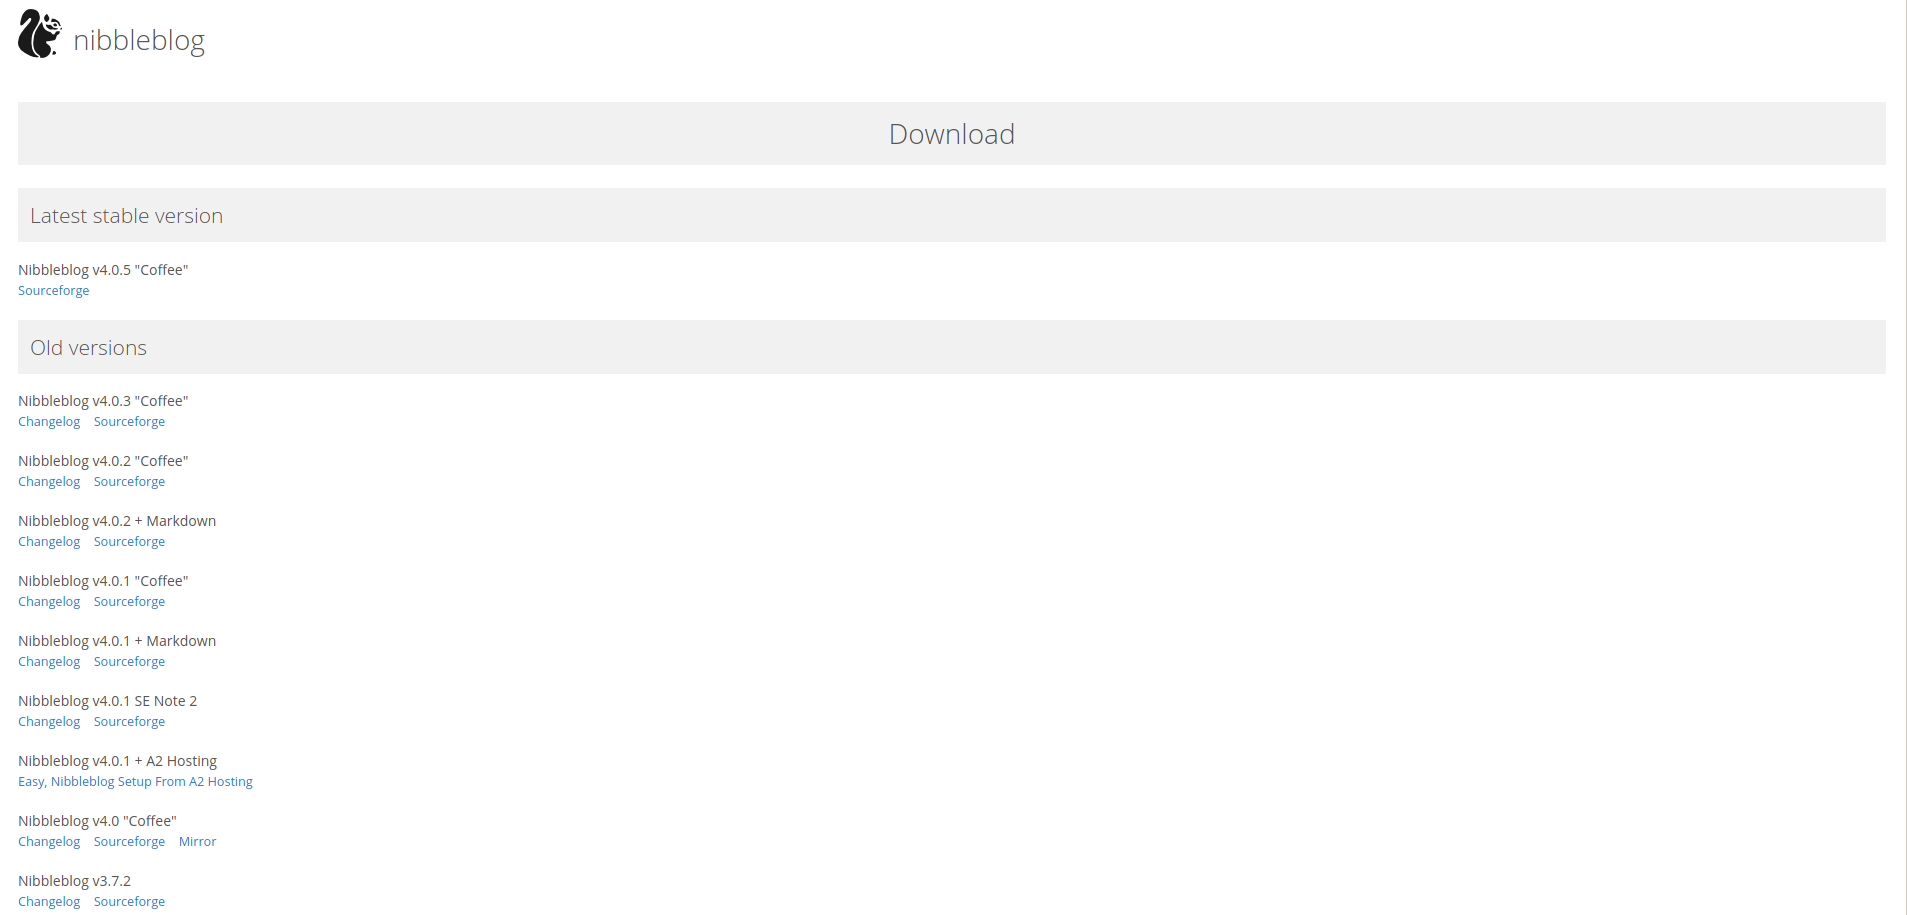 nibbleblog
Download
Latest stable version
Nibbleblog v4.0.5 "Coffee"
Sourceforge
Old versions
Nibbleblog v4.0.3 "Coffee"
Changelog Sourceforge
Nibbleblog v4.0.2 "Coffee"
Changelog Sourceforge
Nibbleblog v4.0.2 + Markdown
Changelog Sourceforge
Nibbleblog v4.0.1 "Coffee"
Changelog Sourceforge
Nibbleblog v4.0.1 + Markdown
Changelog Sourceforge
Nibbleblog v4.0.1 SE Note 2
Changelog Sourceforge
Nibbleblog v4.0.1 + A2 Hosting
Easy, Nibbleblog Setup From A2 Hosting
Nibbleblog v4.0 "Coffee"
Changelog Sourceforge Mirror
Nibbleblog v3.7.2
Changelog Sourceforge